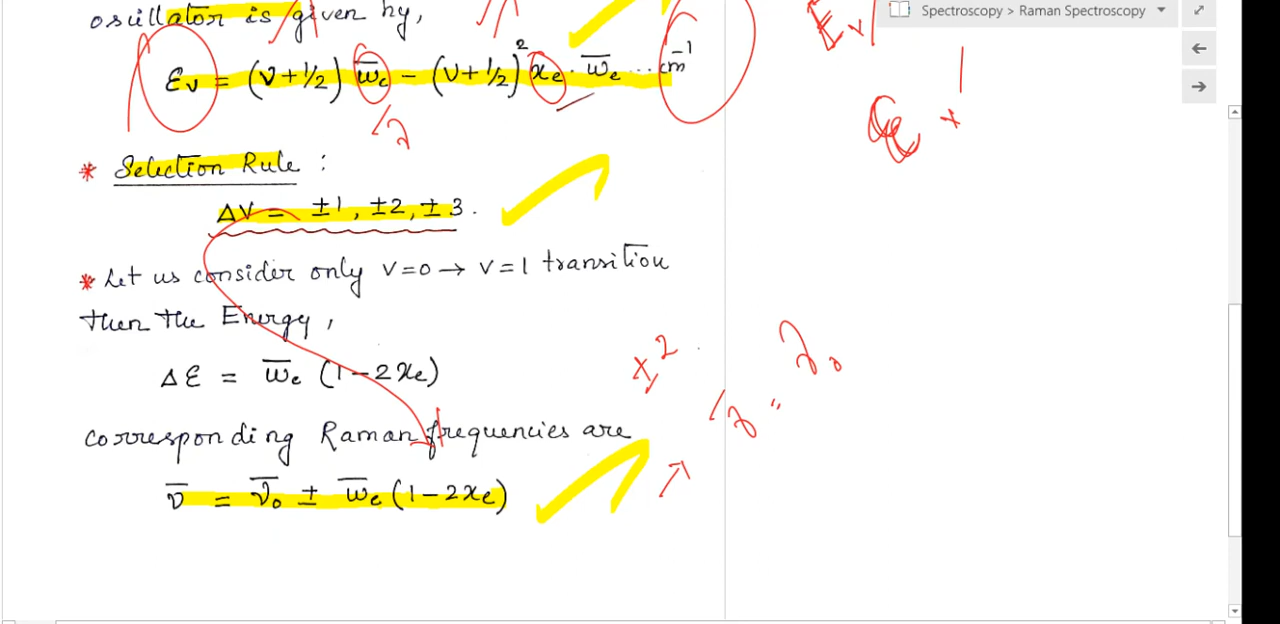 oscillator is given by,
Spectroscopy > Raman Spectroscopy
Eᵥ
εᵥ = (v+½) ω̄e − (v+½)² xe · ω̄e ... cm⁻¹
* Selection Rule :
Δv = ±1, ±2, ±3.
* Let us consider only v=0 → v=1 transition
then the Energy,
Δε = ω̄e (1−2xe)
corresponding Raman frequencies are
ν̄ = ν̄₀ ± ω̄e (1−2xe)